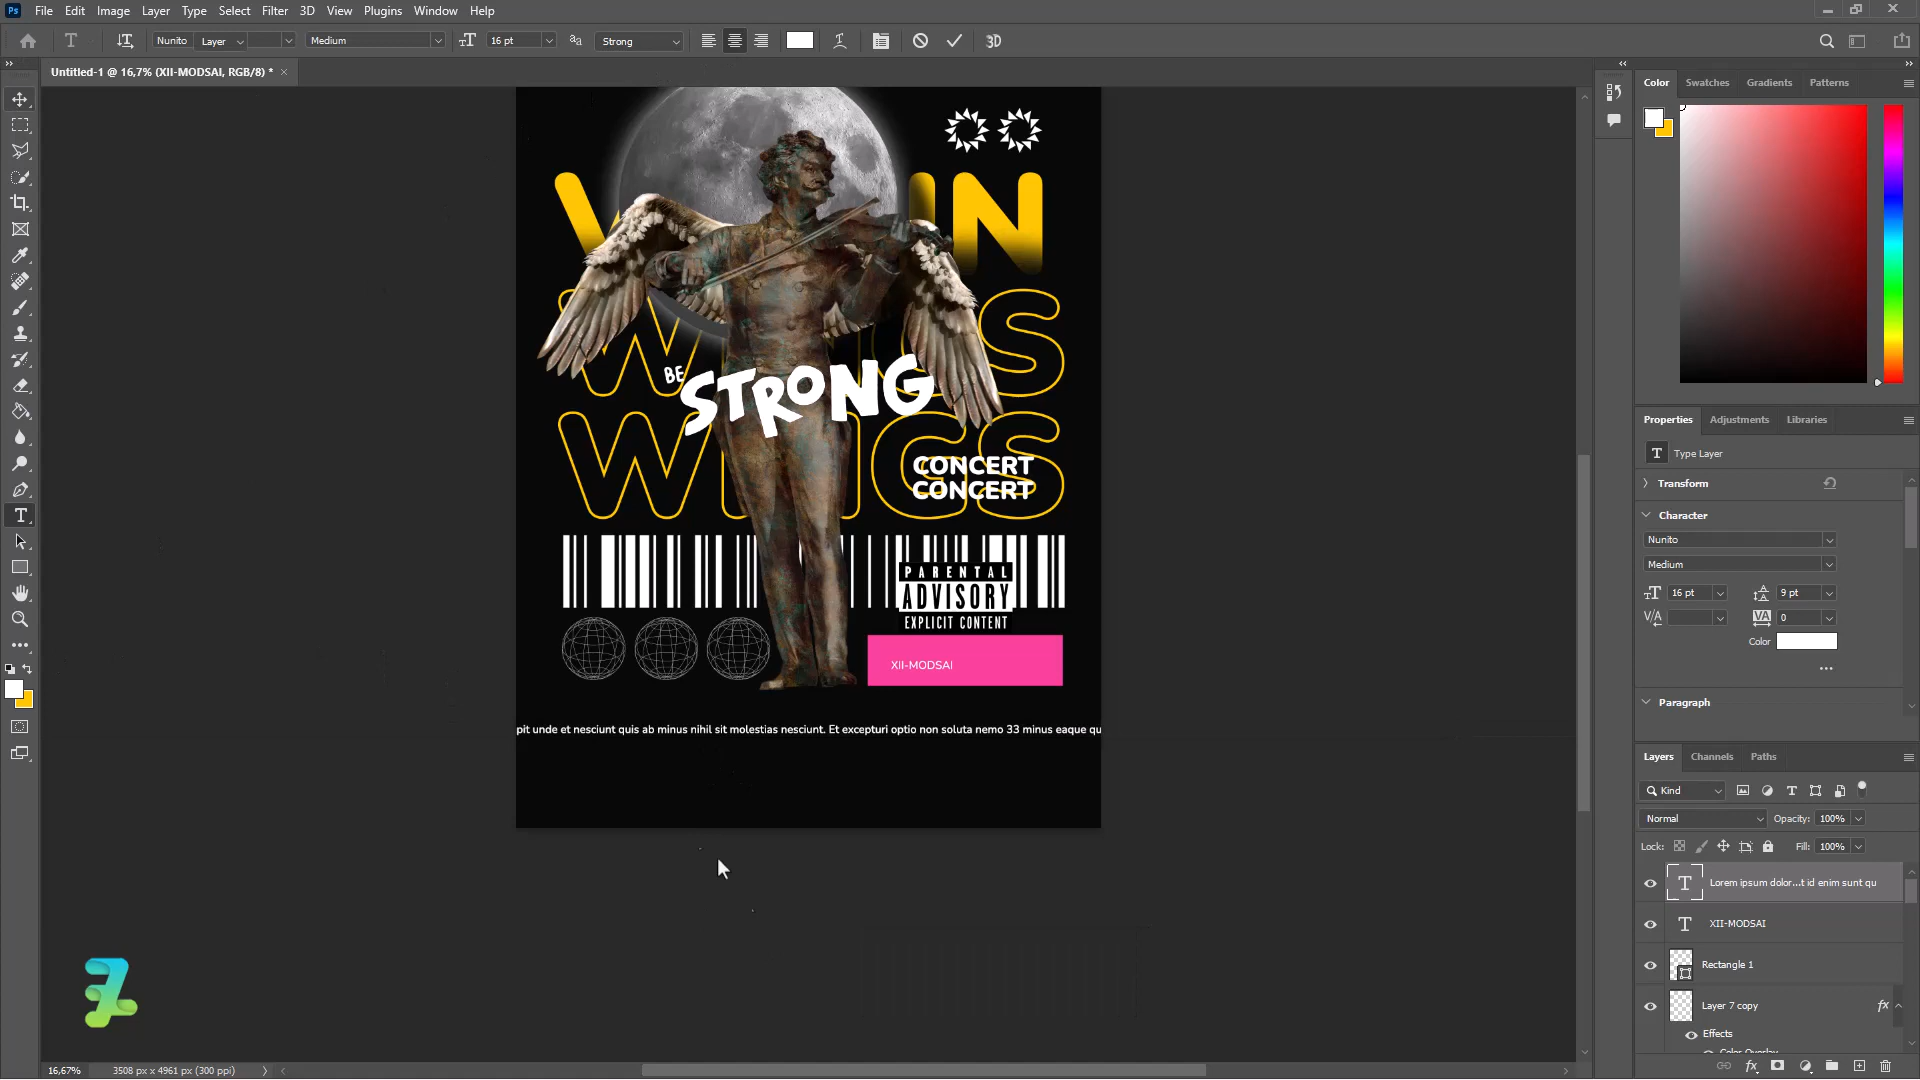 Ps File Edit Image Layer Type Select Filter 3D View Plugins Window Help
Nunito Layer Medium 16 pt aa Strong 3D
Untitled-1 @ 16,7% (XII-MODSAI, RGB/8) * ×
Color Swatches Gradients Patterns
IN
BE STRONG
WINGS
CONCERT
CONCERT
PARENTAL
ADVISORY
EXPLICIT CONTENT
XII-MODSAI
pit unde et nesciunt quis ab minus nihil sit molestias nesciunt. Et excepturi optio non soluta nemo 33 minus eaque qu
Properties Adjustments Libraries
T Type Layer
Transform
Character
Nunito
Medium
16 pt 9 pt
0
Color
Paragraph
Layers Channels Paths
Kind
Normal Opacity: 100%
Lock: Fill: 100%
T Lorem ipsum dolor...t id enim sunt qu
T XII-MODSAI
Rectangle 1
Layer 7 copy fx
Effects
Color Overlay
16,67% 3508 px x 4961 px (300 ppi)